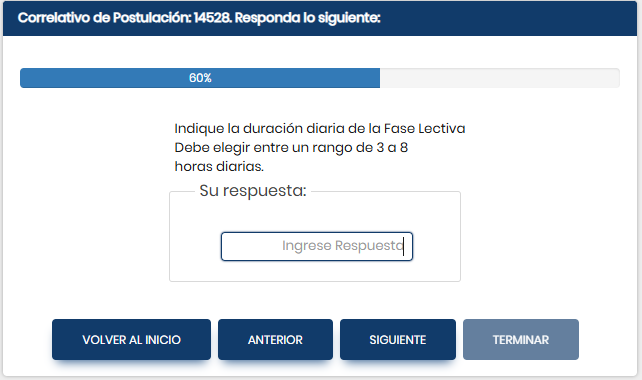 Correlativo de Postulación: 14528. Responda lo siguiente:
60%
Indique la duración diaria de la Fase Lectiva
Debe elegir entre un rango de 3 a 8
horas diarias.
Su respuesta:
Ingrese Respuesta
VOLVER AL INICIO
ANTERIOR
SIGUIENTE
TERMINAR